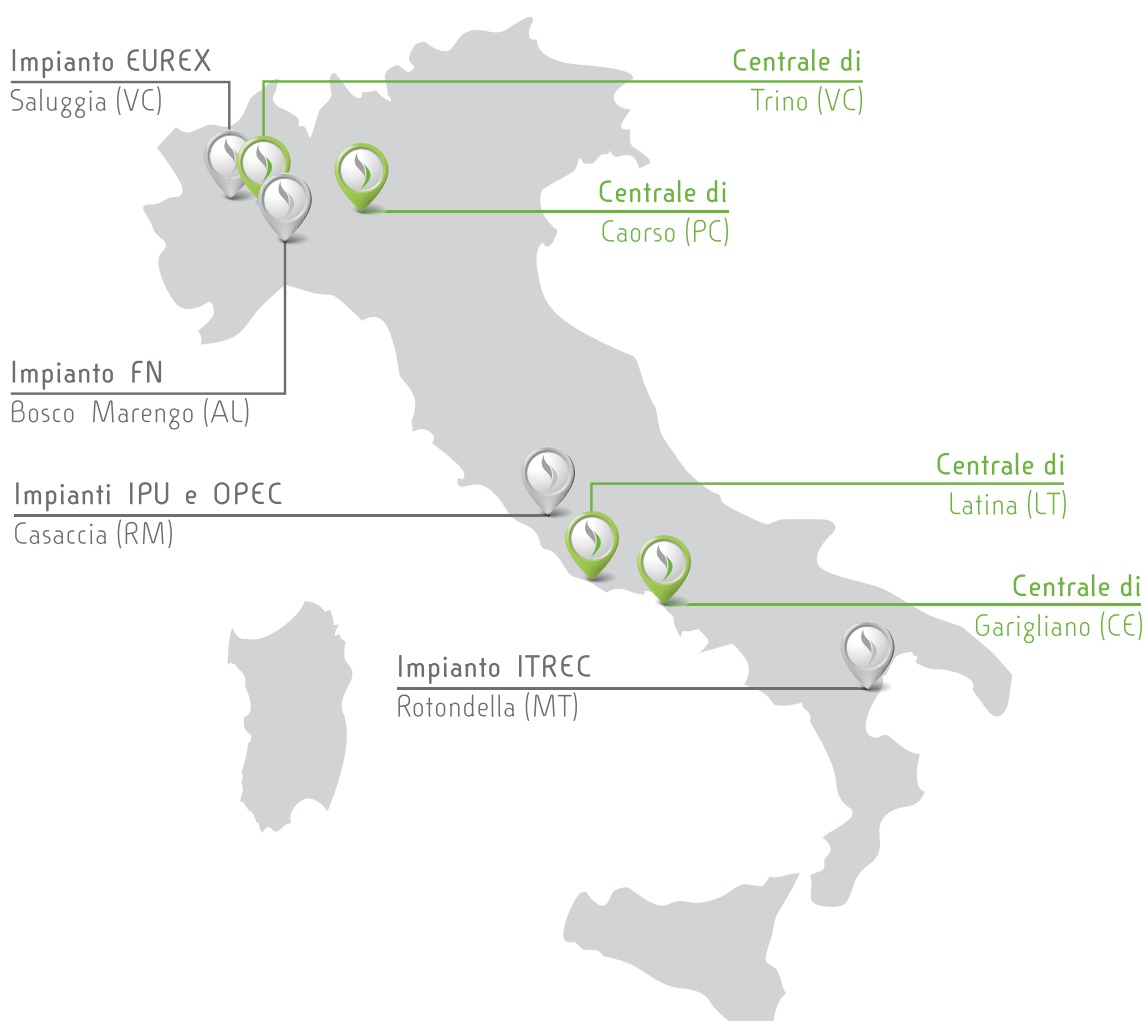 Impianto EUREX
Saluggia (VC)
Centrale di
Trino (VC)
Centrale di
Caorso (PC)
Impianto FN
Bosco Marengo (AL)
Impianti IPU e OPEC
Casaccia (RM)
Centrale di
Latina (LT)
Centrale di
Garigliano (CE)
Impianto ITREC
Rotondella (MT)